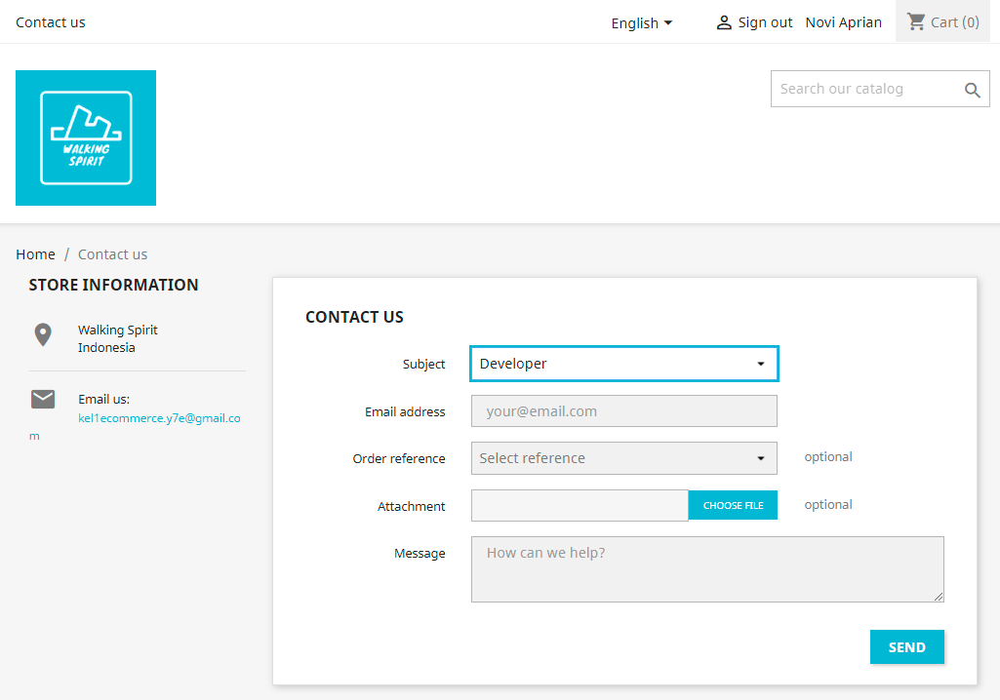 Contact us
English
Sign out
Novi Aprian
Cart (0)
Search our catalog
WALKING
SPIRIT
Home / Contact us
STORE INFORMATION
Walking Spirit
Indonesia
Email us:
kel1ecommerce.y7e@gmail.co
m
CONTACT US
Subject
Developer
Email address
your@email.com
Order reference
Select reference
optional
Attachment
CHOOSE FILE
optional
Message
How can we help?
SEND